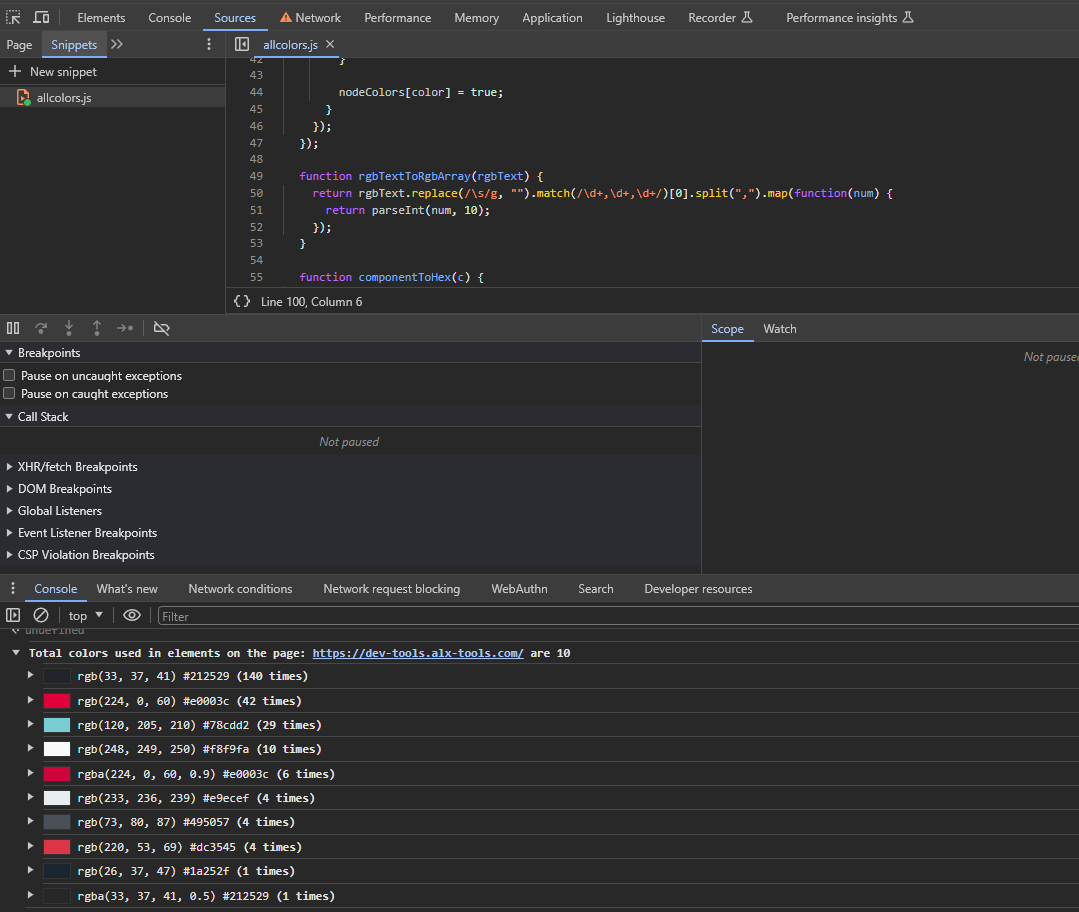 Elements Console Sources Network Performance Memory Application Lighthouse Recorder Performance insights
Page Snippets allcolors.js
New snippet
allcolors.js
42 }
43
44 nodeColors[color] = true;
45 }
46 });
47 });
48
49 function rgbTextToRgbArray(rgbText) {
50 return rgbText.replace(/\s/g, "").match(/\d+,\d+,\d+/)[0].split(",").map(function(num) {
51 return parseInt(num, 10);
52 });
53 }
54
55 function componentToHex(c) {
{} Line 100, Column 6
Scope Watch
Breakpoints
Not paused
Pause on uncaught exceptions
Pause on caught exceptions
Call Stack
Not paused
XHR/fetch Breakpoints
DOM Breakpoints
Global Listeners
Event Listener Breakpoints
CSP Violation Breakpoints
Console What's new Network conditions Network request blocking WebAuthn Search Developer resources
top Filter
undefined
Total colors used in elements on the page: https://dev-tools.alx-tools.com/ are 10
rgb(33, 37, 41) #212529 (140 times)
rgb(224, 0, 60) #e0003c (42 times)
rgb(120, 205, 210) #78cdd2 (29 times)
rgb(248, 249, 250) #f8f9fa (10 times)
rgba(224, 0, 60, 0.9) #e0003c (6 times)
rgb(233, 236, 239) #e9ecef (4 times)
rgb(73, 80, 87) #495057 (4 times)
rgb(220, 53, 69) #dc3545 (4 times)
rgb(26, 37, 47) #1a252f (1 times)
rgba(33, 37, 41, 0.5) #212529 (1 times)